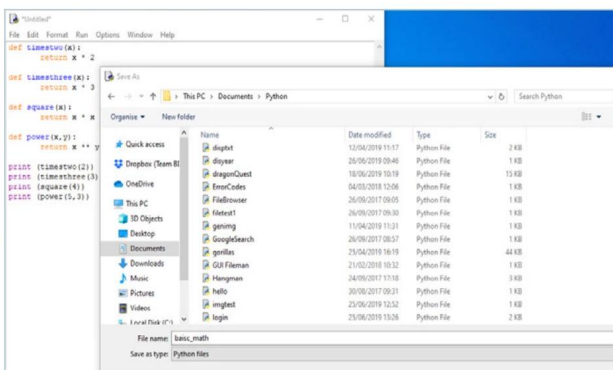 *Untitled*
File Edit Format Run Options Window Help
def timestwo(x):
return x * 2
def timesthree(x):
return x * 3
def square(x):
return x * x
def power(x,y):
return x ** y
print (timestwo(2))
print (timesthree(3)
print (square(4))
print (power(5,3))
Save As
This PC > Documents > Python
Search Python
Organise New folder
Quick access
Dropbox (Team
OneDrive
This PC
3D Objects
Desktop
Documents
Downloads
Music
Pictures
Videos
Local Disk (C:)
Name Date modified Type Size
disptxt 12/04/2019 11:17 Python File 2 KB
disyear 26/06/2019 09:46 Python File 1 KB
dragonQuest 18/06/2019 10:19 Python File 15 KB
ErrorCodes 04/03/2018 12:06 Python File 1 KB
FileBrowser 26/09/2017 09:05 Python File 1 KB
filetest1 26/09/2017 09:30 Python File 1 KB
genimg 11/04/2019 11:31 Python File 1 KB
GoogleSearch 26/09/2017 08:57 Python File 1 KB
gorillas 25/04/2019 16:19 Python File 44 KB
GUI Fileman 21/02/2018 10:32 Python File 1 KB
Hangman 24/09/2017 17:18 Python File 3 KB
hello 30/08/2017 09:31 Python File 1 KB
imgtest 25/06/2019 12:52 Python File 1 KB
login 25/06/2019 13:26 Python File 2 KB
File name: baisc_math
Save as type: Python files